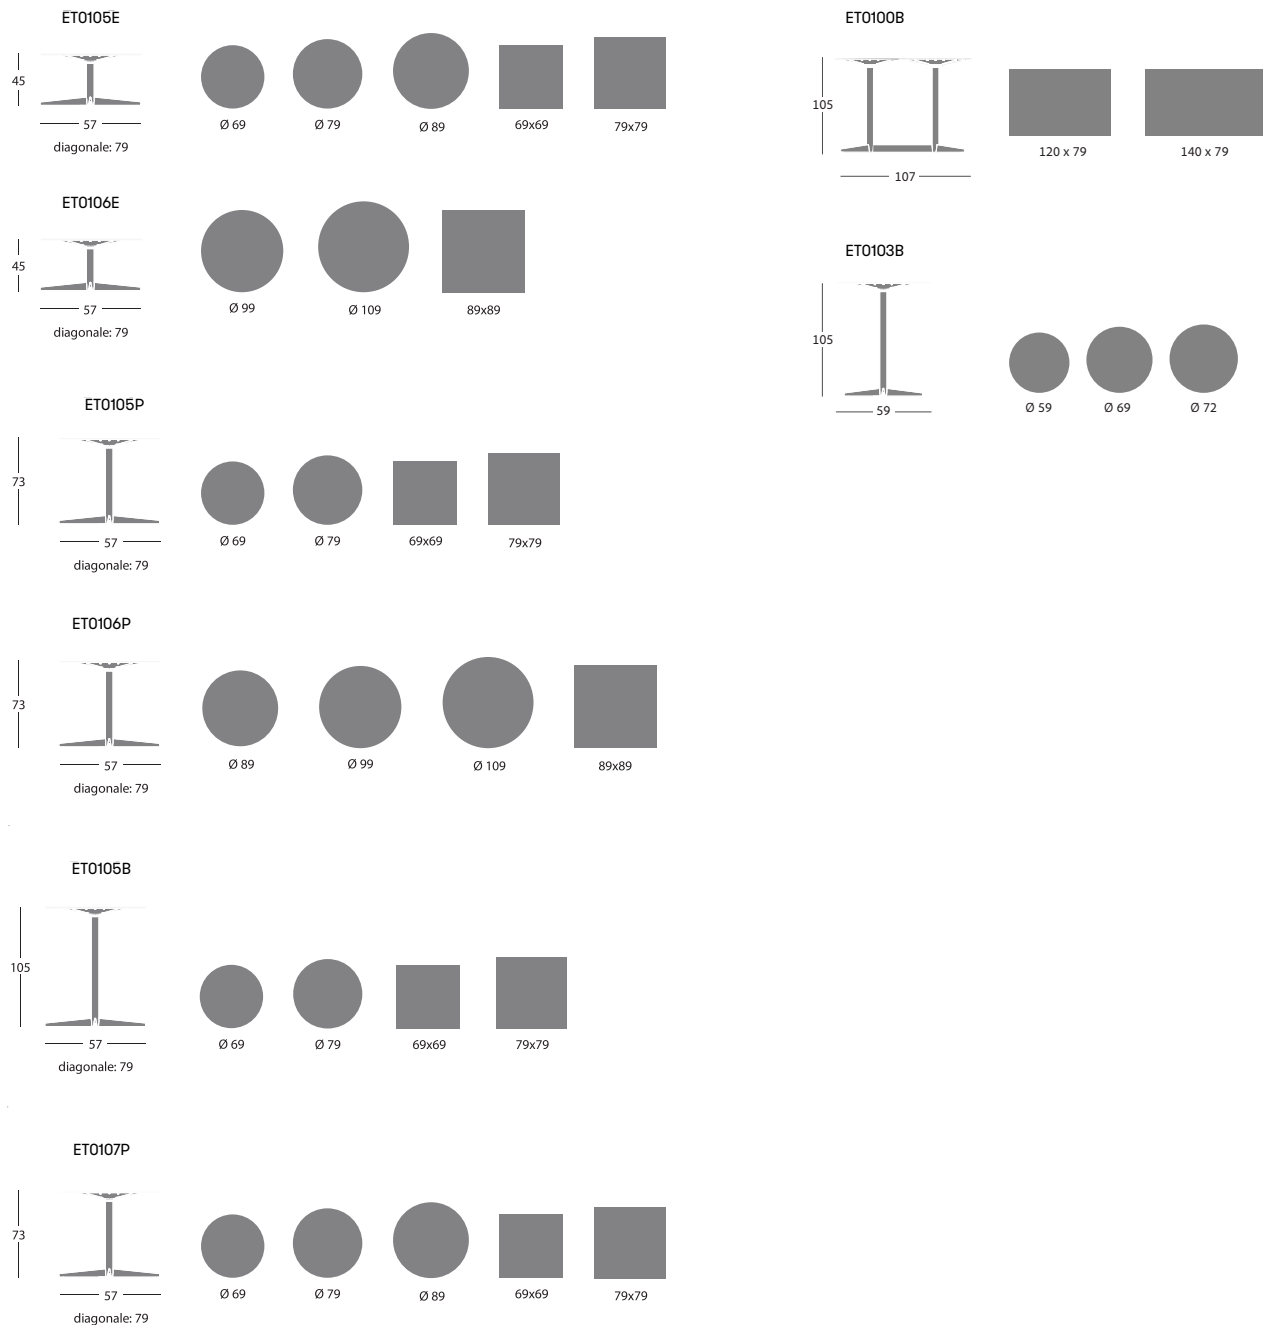 ET0105E
45
57
diagonale: 79
Ø 69
Ø 79
Ø 89
69x69
79x79
ET0106E
45
57
diagonale: 79
Ø 99
Ø 109
89x89
ET0105P
73
57
diagonale: 79
Ø 69
Ø 79
69x69
79x79
ET0106P
73
57
diagonale: 79
Ø 89
Ø 99
Ø 109
89x89
ET0105B
105
57
diagonale: 79
Ø 69
Ø 79
69x69
79x79
ET0107P
73
57
diagonale: 79
Ø 69
Ø 79
Ø 89
69x69
79x79
ET0100B
105
107
120 x 79
140 x 79
ET0103B
105
59
Ø 59
Ø 69
Ø 72